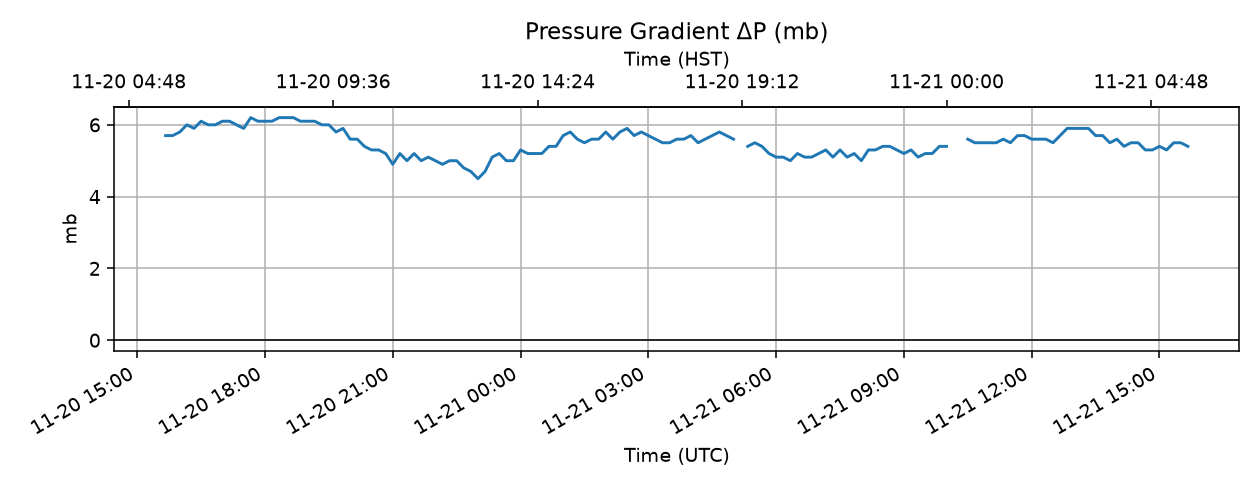 Pressure Gradient ΔP (mb)
Time (HST)
11-20 04:48 11-20 09:36 11-20 14:24 11-20 19:12 11-21 00:00 11-21 04:48
6
4
2
0
mb
11-20 15:00 11-20 18:00 11-20 21:00 11-21 00:00 11-21 03:00 11-21 06:00 11-21 09:00 11-21 12:00 11-21 15:00
Time (UTC)